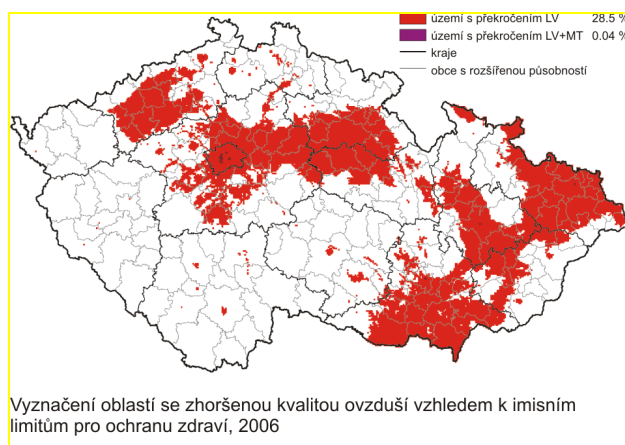 území s překročením LV 28.5 %
území s překročením LV+MT 0.04 %
kraje
obce s rozšířenou púsobností
Vyznačení oblastí se zhoršenou kvalitou ovzduší vzhledem k imisním
limitům pro ochranu zdraví, 2006